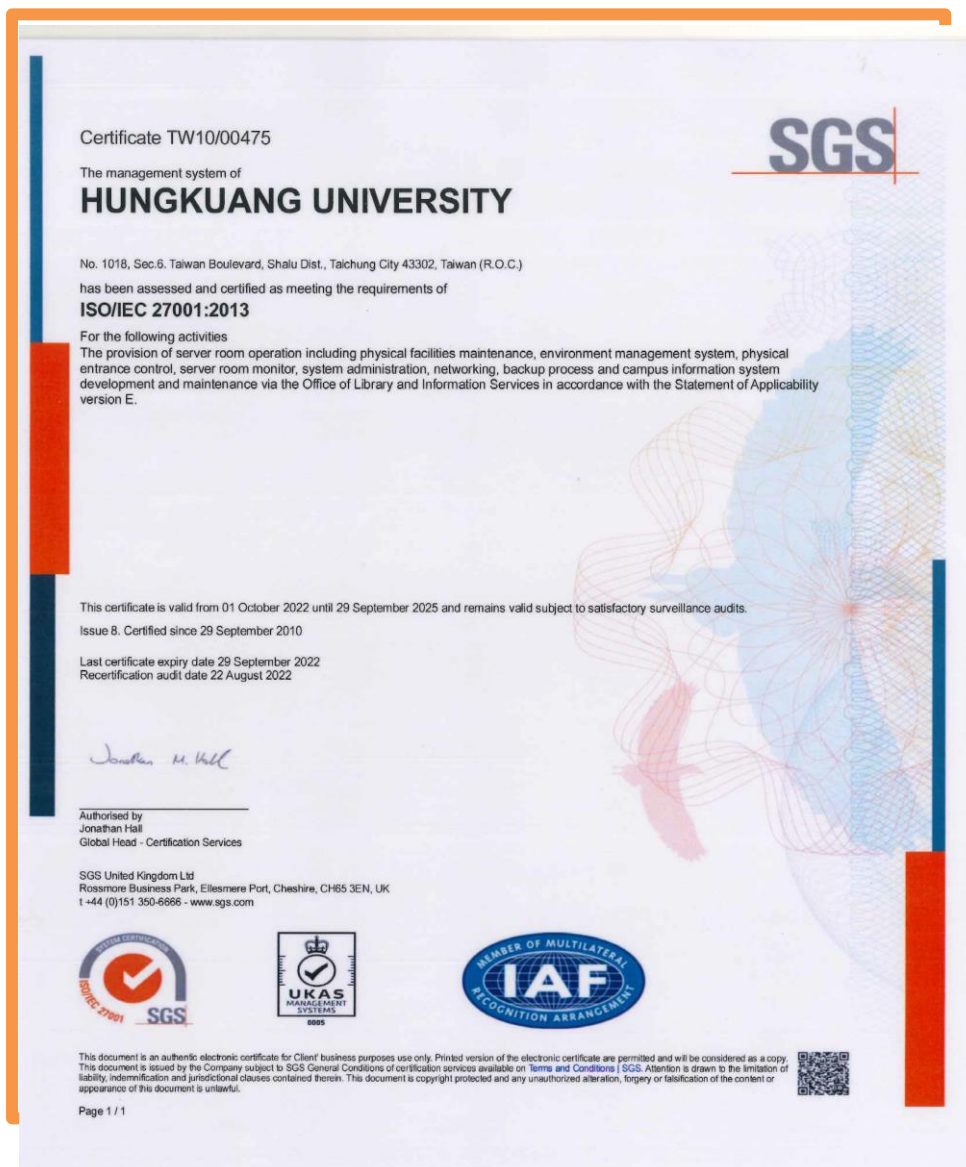 Certificate TW10/00475
SGS
The management system of
HUNGKUANG UNIVERSITY
No. 1018, Sec.6. Taiwan Boulevard, Shalu Dist., Taichung City 43302, Taiwan (R.O.C.)
has been assessed and certified as meeting the requirements of
ISO/IEC 27001:2013
For the following activities
The provision of server room operation including physical facilities maintenance, environment management system, physical
entrance control, server room monitor, system administration, networking, backup process and campus information system
development and maintenance via the Office of Library and Information Services in accordance with the Statement of Applicability
version E.
This certificate is valid from 01 October 2022 until 29 September 2025 and remains valid subject to satisfactory surveillance audits.
Issue 8. Certified since 29 September 2010
Last certificate expiry date 29 September 2022
Recertification audit date 22 August 2022
Jonathan M. Hall
Authorised by
Jonathan Hall
Global Head - Certification Services
SGS United Kingdom Ltd
Rossmore Business Park, Ellesmere Port, Cheshire, CH65 3EN, UK
t +44 (0)151 350-6666 - www.sgs.com
SYSTEM CERTIFICATION
ISO/IEC 27001
SGS
UKAS
MANAGEMENT
SYSTEMS
0005
MEMBER OF MULTILATERAL
IAF
RECOGNITION ARRANGEMENT
This document is an authentic electronic certificate for Client' business purposes use only. Printed version of the electronic certificate are permitted and will be considered as a copy.
This document is issued by the Company subject to SGS General Conditions of certification services available on Terms and Conditions | SGS. Attention is drawn to the limitation of
liability, indemnification and jurisdictional clauses contained therein. This document is copyright protected and any unauthorized alteration, forgery or falsification of the content or
appearance of this document is unlawful.
Page 1 / 1